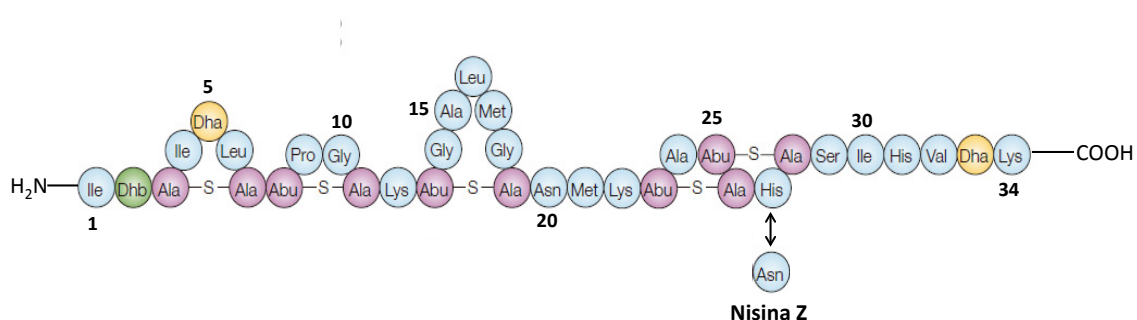 Leu
5
15 Ala Met
Dha
10
25
30
Ile Leu Pro Gly Gly Gly Ala Abu S Ala Ser Ile His Val Dha Lys COOH
H₂N Ile Dhb Ala S Ala Abu S Ala Lys Abu S Ala Asn Met Lys Abu S Ala His
1
20
34
Asn
Nisina Z